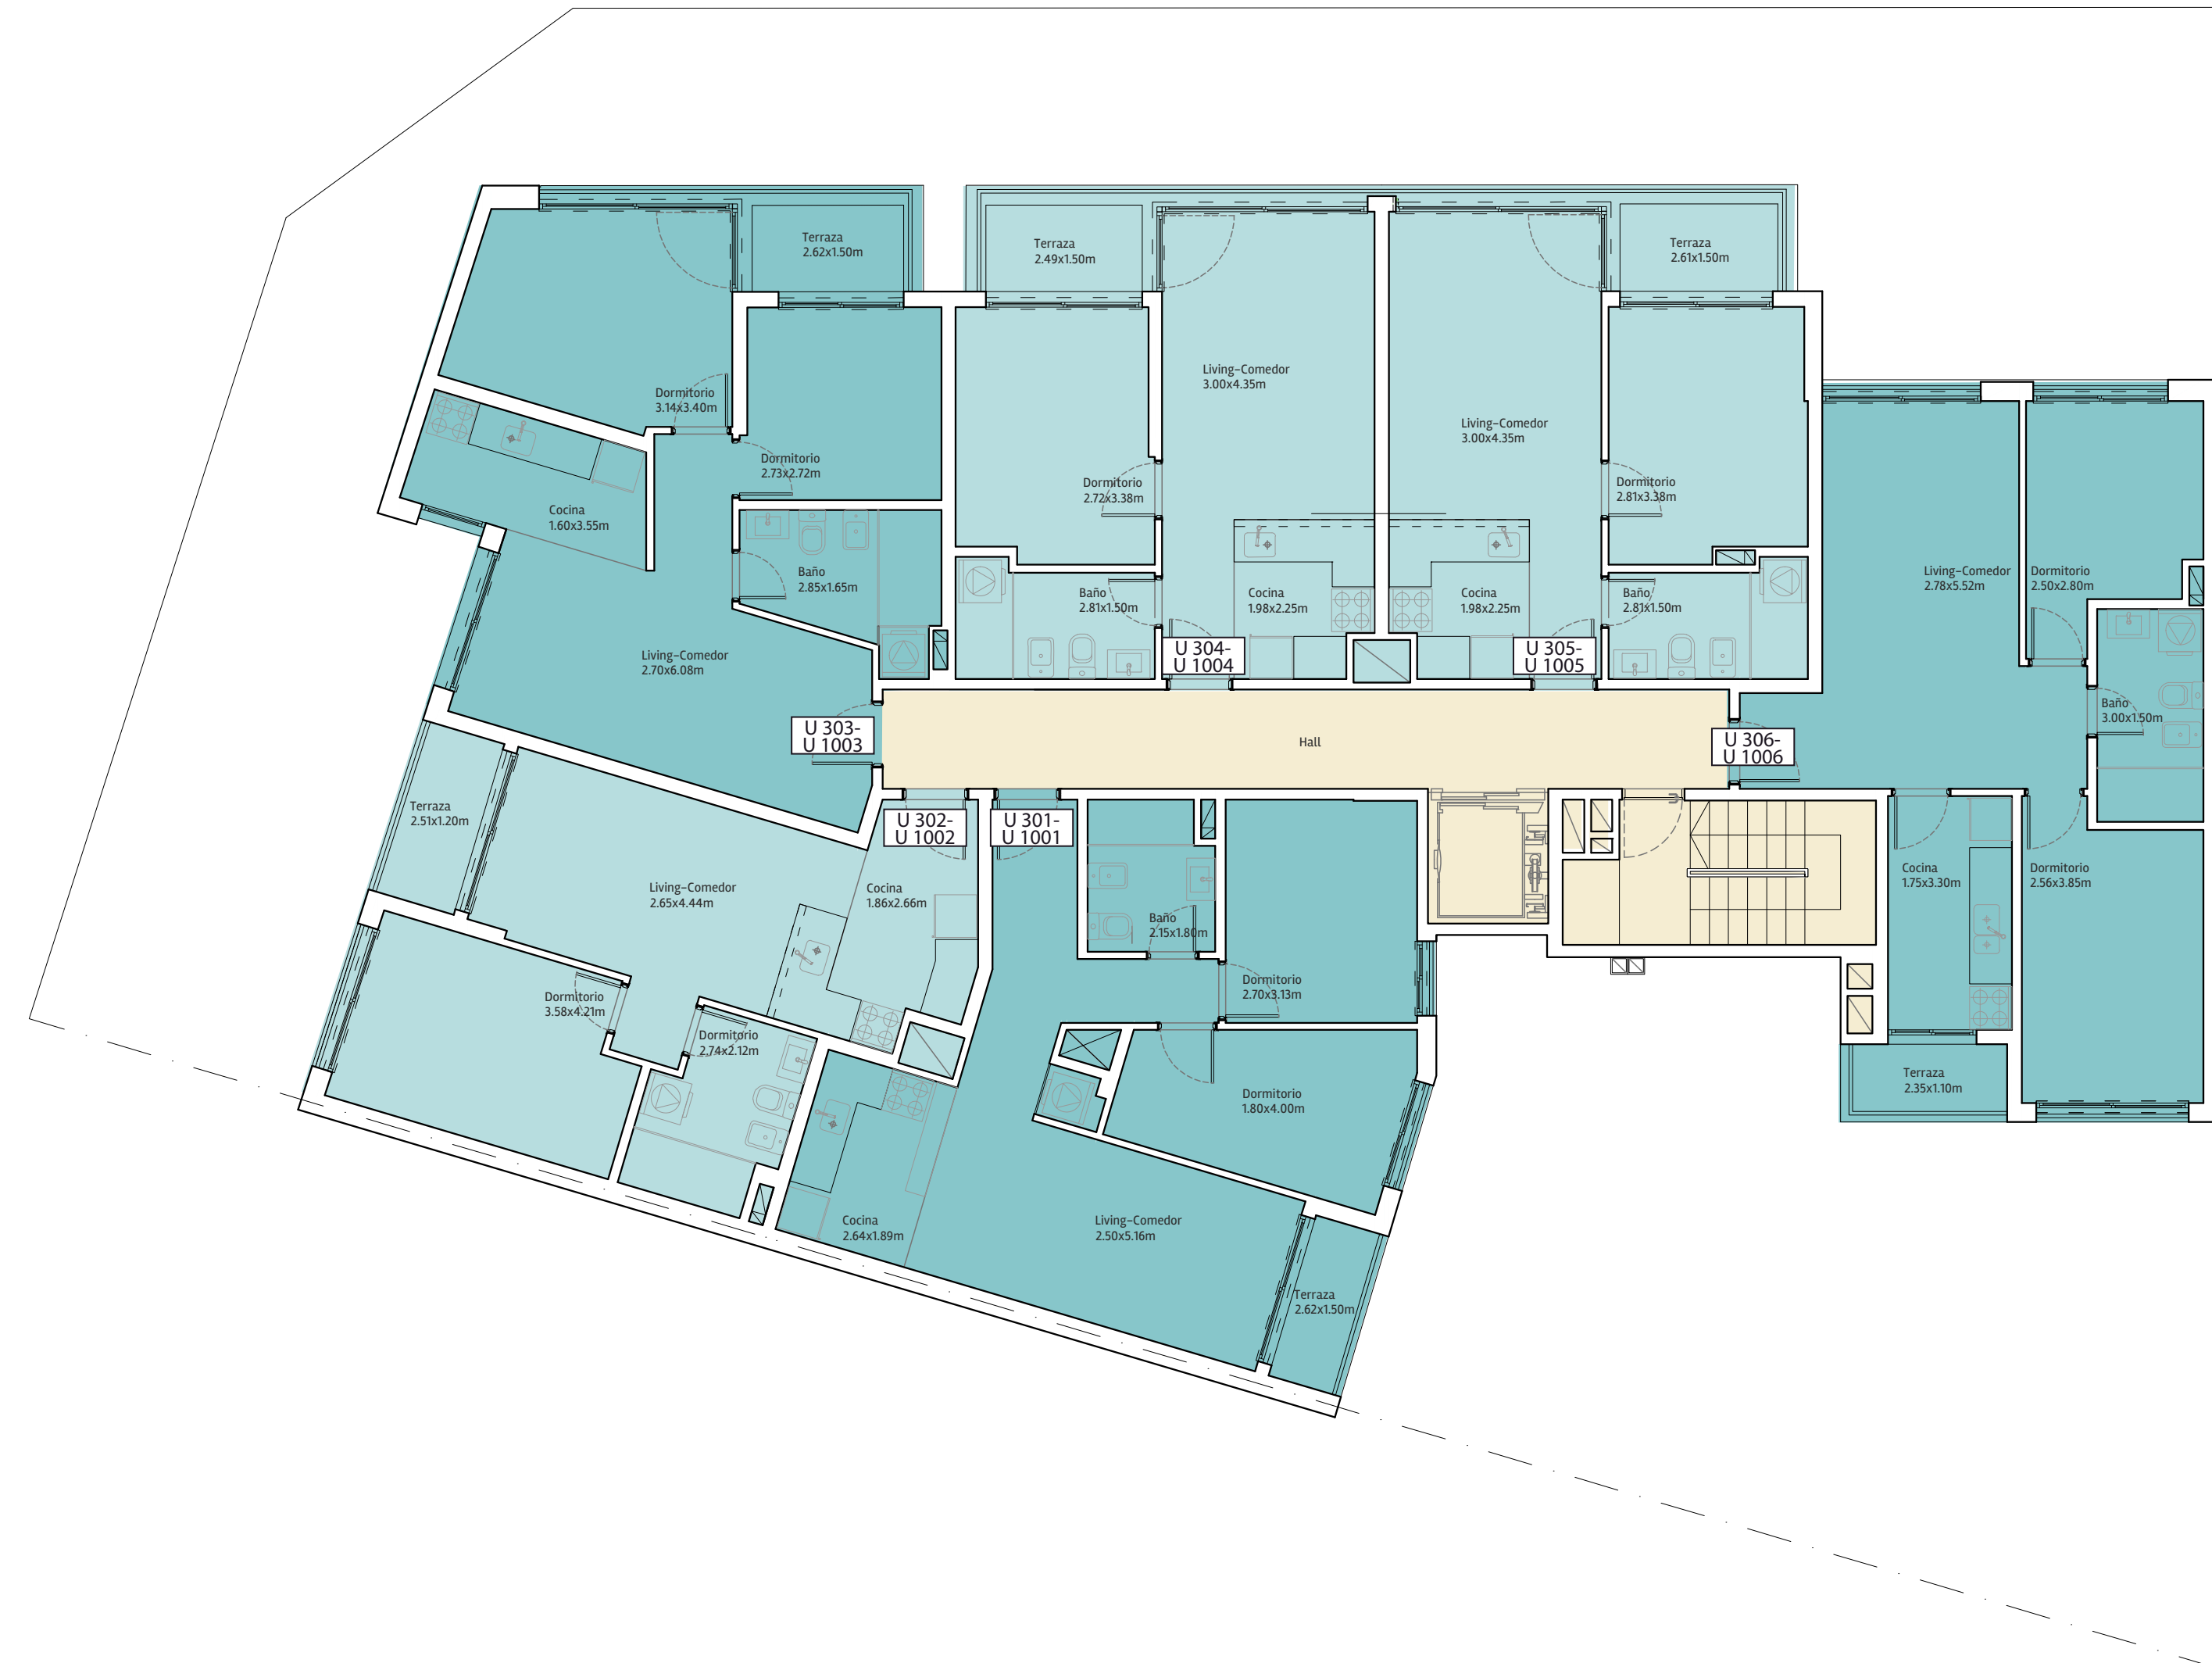 Terraza
2.62x1.50m
Terraza
2.49x1.50m
Terraza
2.61x1.50m
Dormitorio
3.14x3.40m
Living-Comedor
3.00x4.35m
Living-Comedor
3.00x4.35m
Dormitorio
2.73x2.72m
Dormitorio
2.72x3.38m
Dormitorio
2.81x3.38m
Cocina
1.60x3.55m
Baño
2.85x1.65m
Baño
2.81x1.50m
Cocina
1.98x2.25m
Cocina
1.98x2.25m
Baño
2.81x1.50m
Living-Comedor
2.78x5.52m
Dormitorio
2.50x2.80m
Living-Comedor
2.70x6.08m
U 304-
U 1004
U 305-
U 1005
Baño
3.00x1.50m
U 303-
U 1003
Hall
U 306-
U 1006
Terraza
2.51x1.20m
U 302-
U 1002
U 301-
U 1001
Living-Comedor
2.65x4.44m
Cocina
1.86x2.66m
Baño
2.15x1.80m
Cocina
1.75x3.30m
Dormitorio
2.56x3.85m
Dormitorio
3.58x4.21m
Dormitorio
2.70x3.13m
Dormitorio
2.74x2.12m
Dormitorio
1.80x4.00m
Terraza
2.35x1.10m
Cocina
2.64x1.89m
Living-Comedor
2.50x5.16m
Terraza
2.62x1.50m